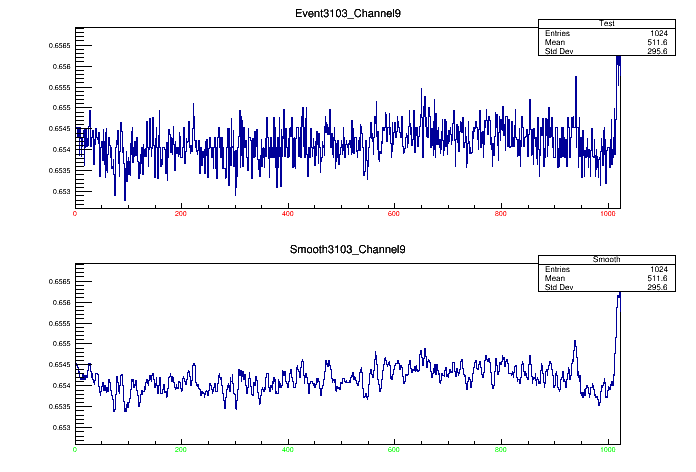 Event3103_Channel9
Test
Entries 1024
Mean 511.6
Std Dev 295.6
0.6565
0.656
0.6555
0.655
0.6545
0.654
0.6535
0.653
0 200 400 600 800 1000
Smooth3103_Channel9
Smooth
Entries 1024
Mean 511.6
Std Dev 295.6
0.6565
0.656
0.6555
0.655
0.6545
0.654
0.6535
0.653
0 200 400 600 800 1000